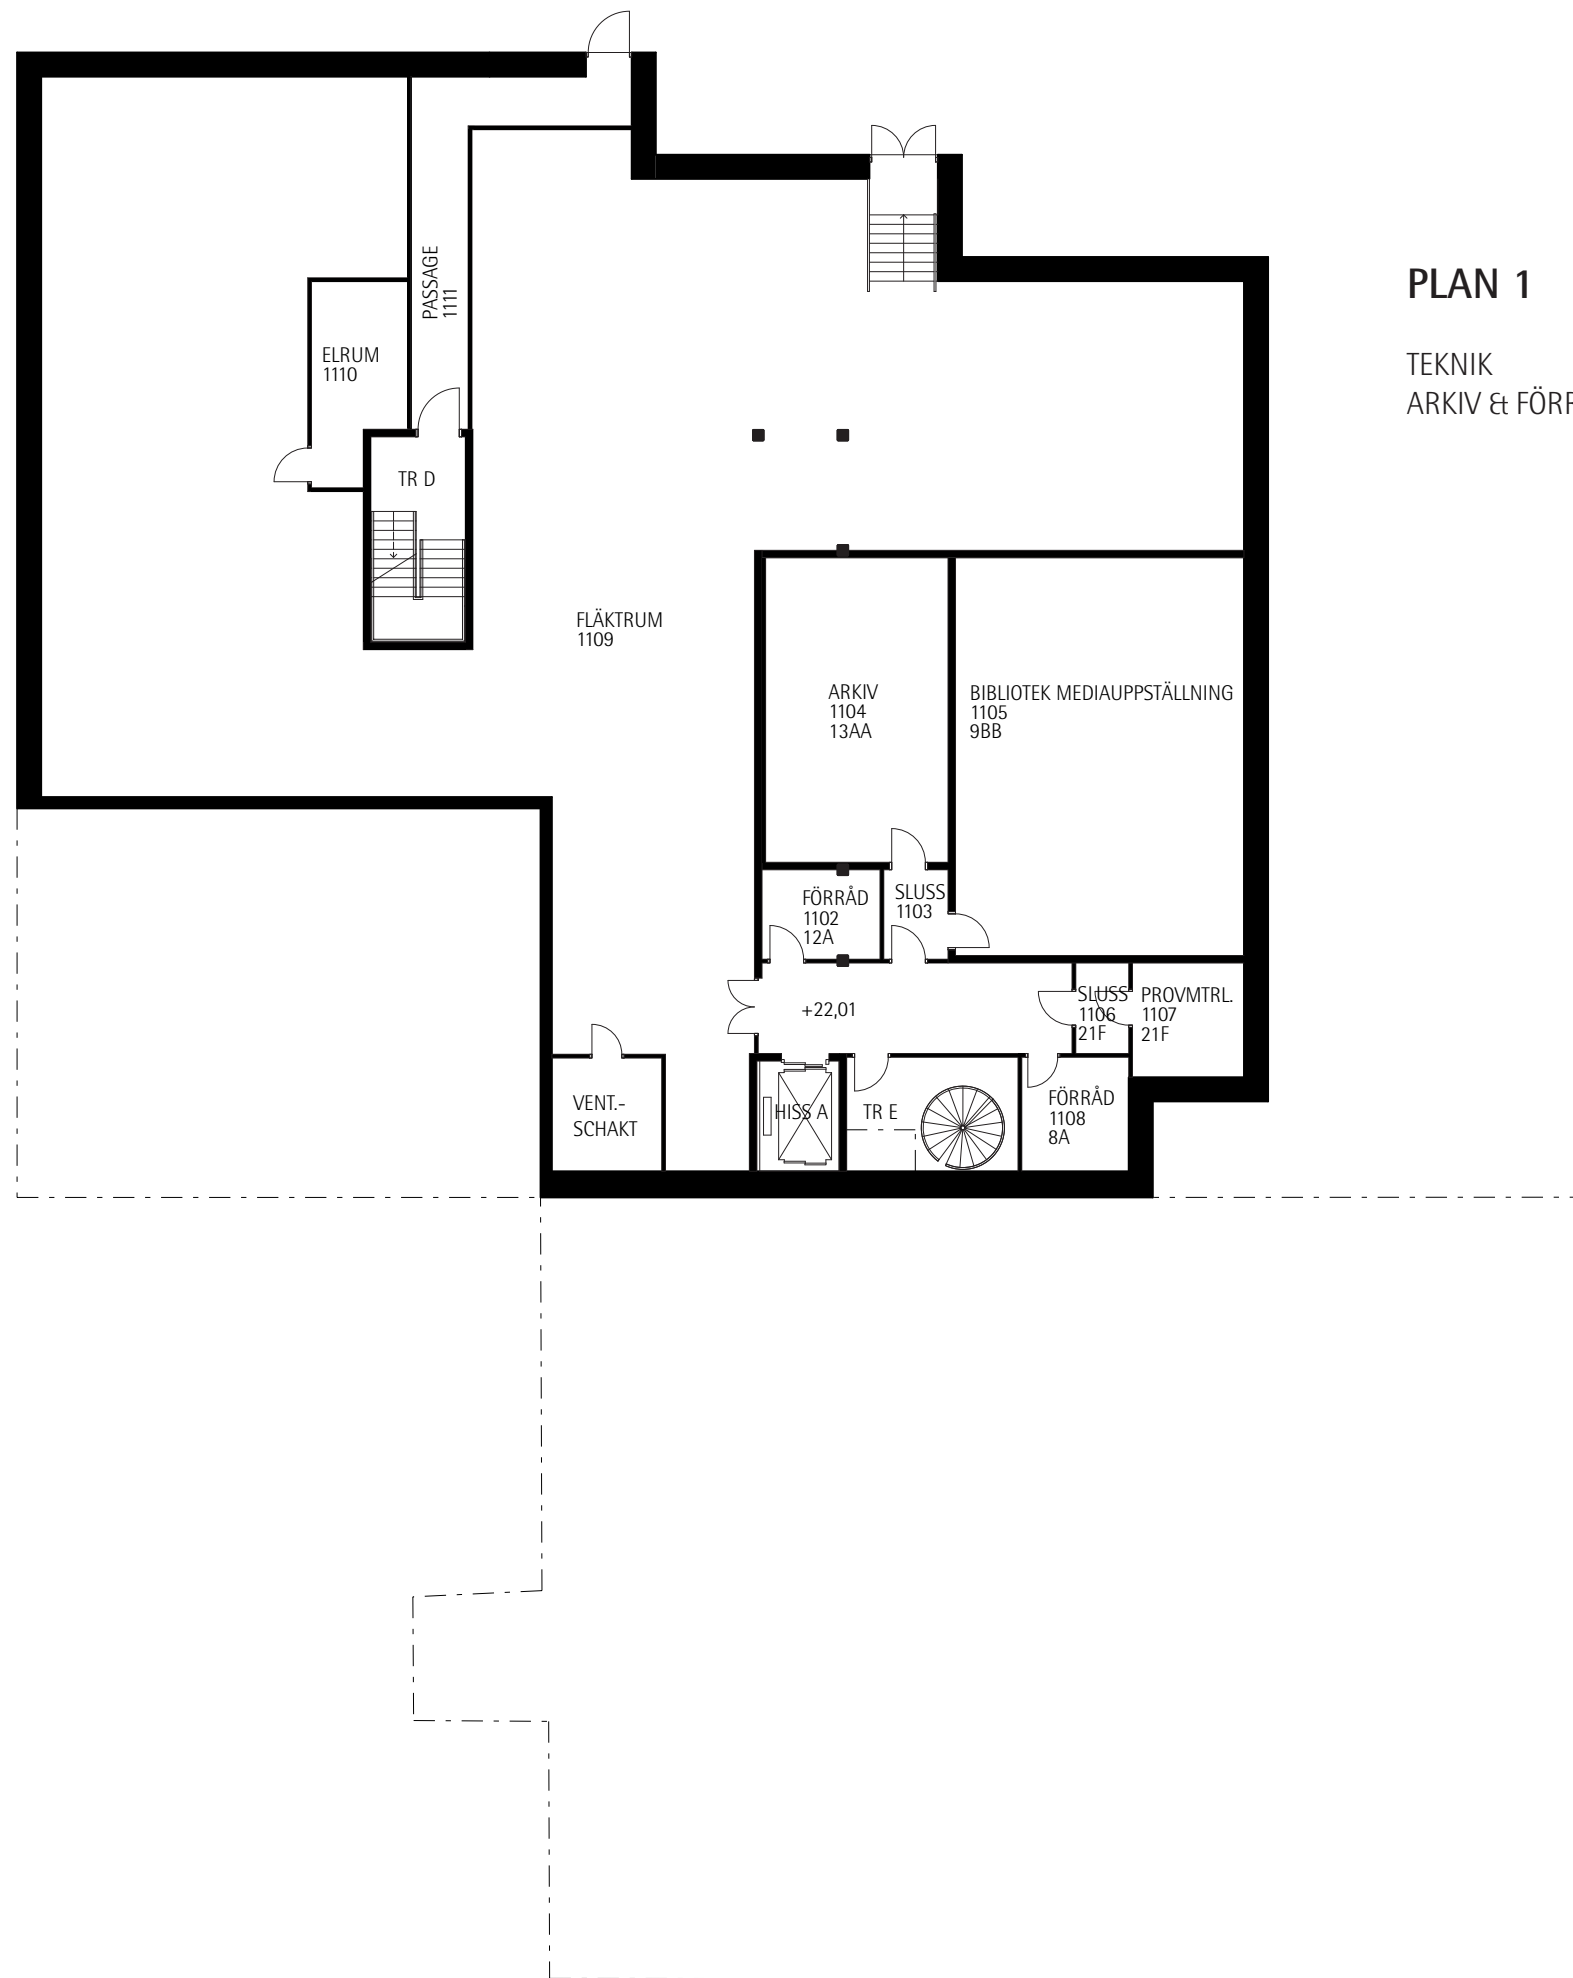 PLAN 1
TEKNIK
ARKIV & FÖRR
PASSAGE
1111
ELRUM
1110
TR D
FLÄKTRUM
1109
ARKIV
1104
13AA
BIBLIOTEK MEDIAUPPSTÄLLNING
1105
9BB
FÖRRÅD
1102
12A
SLUSS
1103
+22,01
SLUSS
1106
21F
PROVMTRL.
1107
21F
VENT.-
SCHAKT
HISS A
TR E
FÖRRÅD
1108
8A